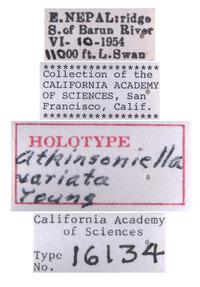 E. NEPAL: ridge
S. of Barun River
VI-10-1954
11000 ft. L. Swan
Collection of the
CALIFORNIA ACADEMY
OF SCIENCES, San
Francisco, Calif.
HOLOTYPE
Atkinsoniella
variata
Young
California Academy
of Sciences
Type
No. 16134